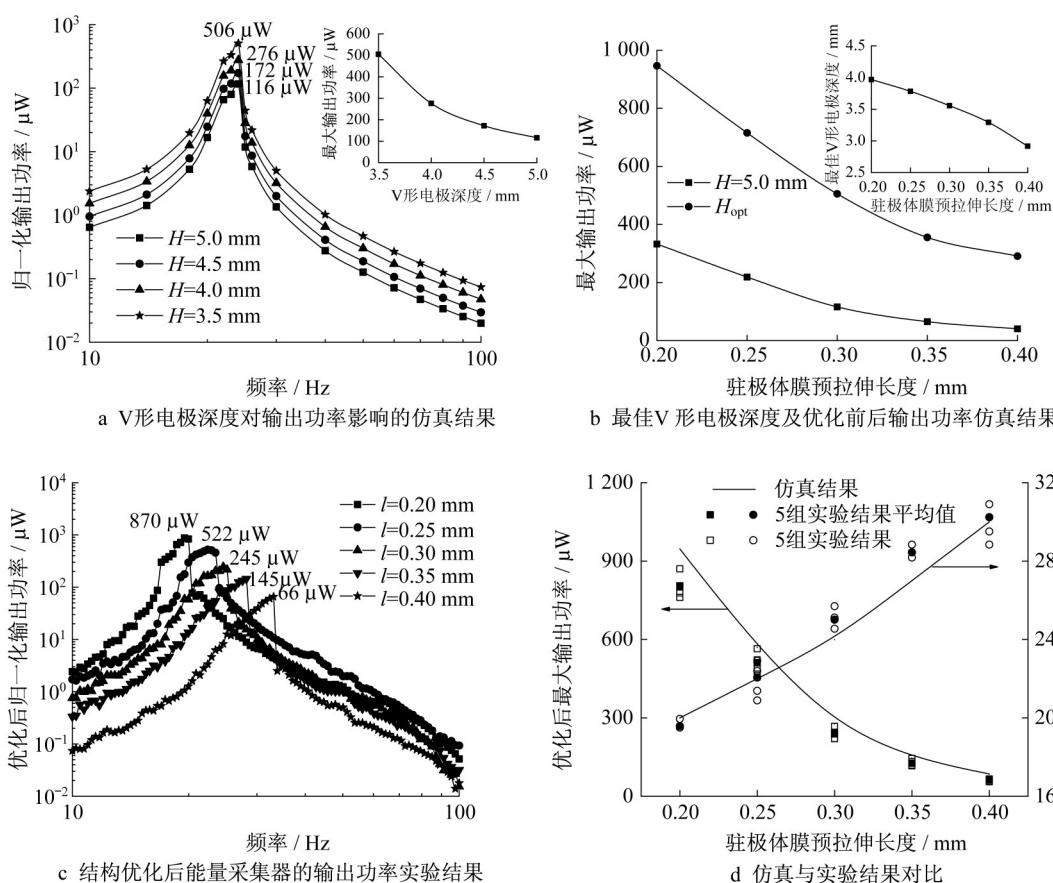 10³
10²
10¹
10⁰
10⁻¹
10⁻²
归一化输出功率 / μW
506 μW
276 μW
172 μW
116 μW
H=5.0 mm
H=4.5 mm
H=4.0 mm
H=3.5 mm
10
100
频率 / Hz
600
500
400
300
200
100
0
最大输出功率 / μW
3.5
4.0
4.5
5.0
V形电极深度 / mm
a V形电极深度对输出功率影响的仿真结果
1 000
800
600
400
200
0
最大输出功率 / μW
H=5.0 mm
Hopt
0.20
0.25
0.30
0.35
0.40
驻极体膜预拉伸长度 / mm
4.5
4.0
3.5
3.0
2.5
最佳V形电极深度 / mm
0.20
0.25
0.30
0.35
0.40
驻极体膜预拉伸长度 / mm
b 最佳V 形电极深度及优化前后输出功率仿真结果
10⁴
10³
10²
10¹
10⁰
10⁻¹
10⁻²
优化后归一化输出功率 / μW
870 μW
522 μW
245 μW
145μW
66 μW
l=0.20 mm
l=0.25 mm
l=0.30 mm
l=0.35 mm
l=0.40 mm
10
100
频率 / Hz
c 结构优化后能量采集器的输出功率实验结果
1 200
900
600
300
0
优化后最大输出功率 / μW
仿真结果
5组实验结果平均值
5组实验结果
32
28
24
20
16
0.20
0.25
0.30
0.35
0.40
驻极体膜预拉伸长度 / mm
d 仿真与实验结果对比